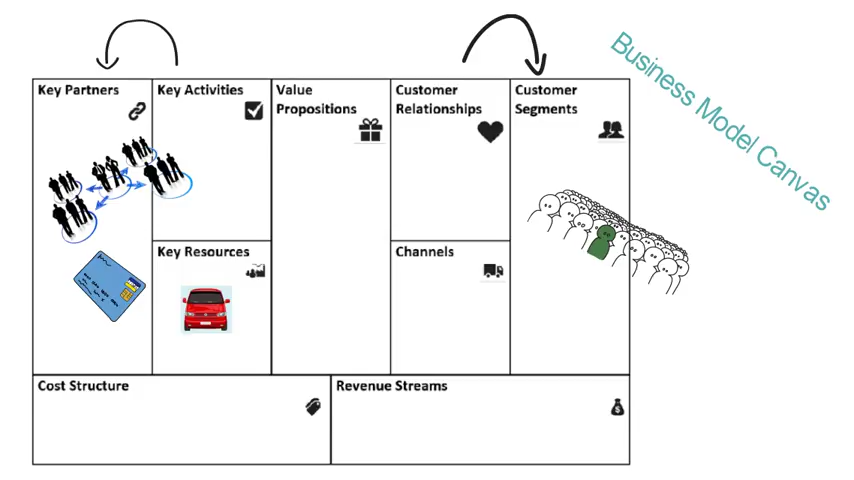 Business Model Canvas
Key Partners
Key Activities
Value
Propositions
Customer
Relationships
Customer
Segments
Key Resources
Channels
Cost Structure
Revenue Streams
$